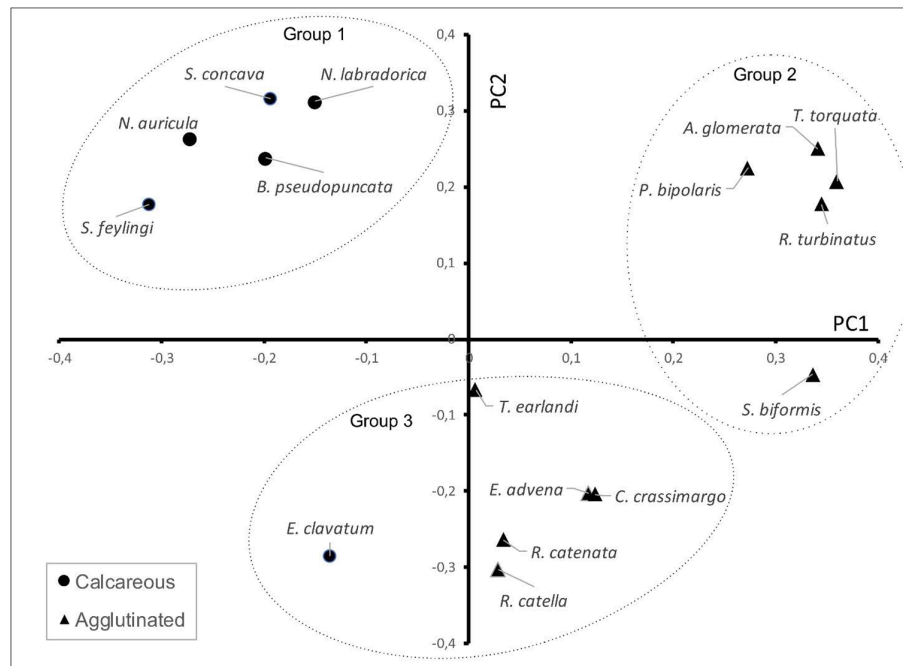 0,4
Group 1
S. concava
N. labradorica
PC2
Group 2
0,3
T. torquata
N. auricula
A. glomerata
B. pseudopuncata
P. bipolaris
0,2
S. feylingi
R. turbinatus
0,1
PC1
0
-0,4
-0,3
-0,2
-0,1
0
0,1
0,2
0,3
0,4
T. earlandi
S. biformis
-0,1
Group 3
E. advena
C. crassimargo
-0,2
E. clavatum
R. catenata
-0,3
R. catella
Calcareous
Agglutinated
-0,4